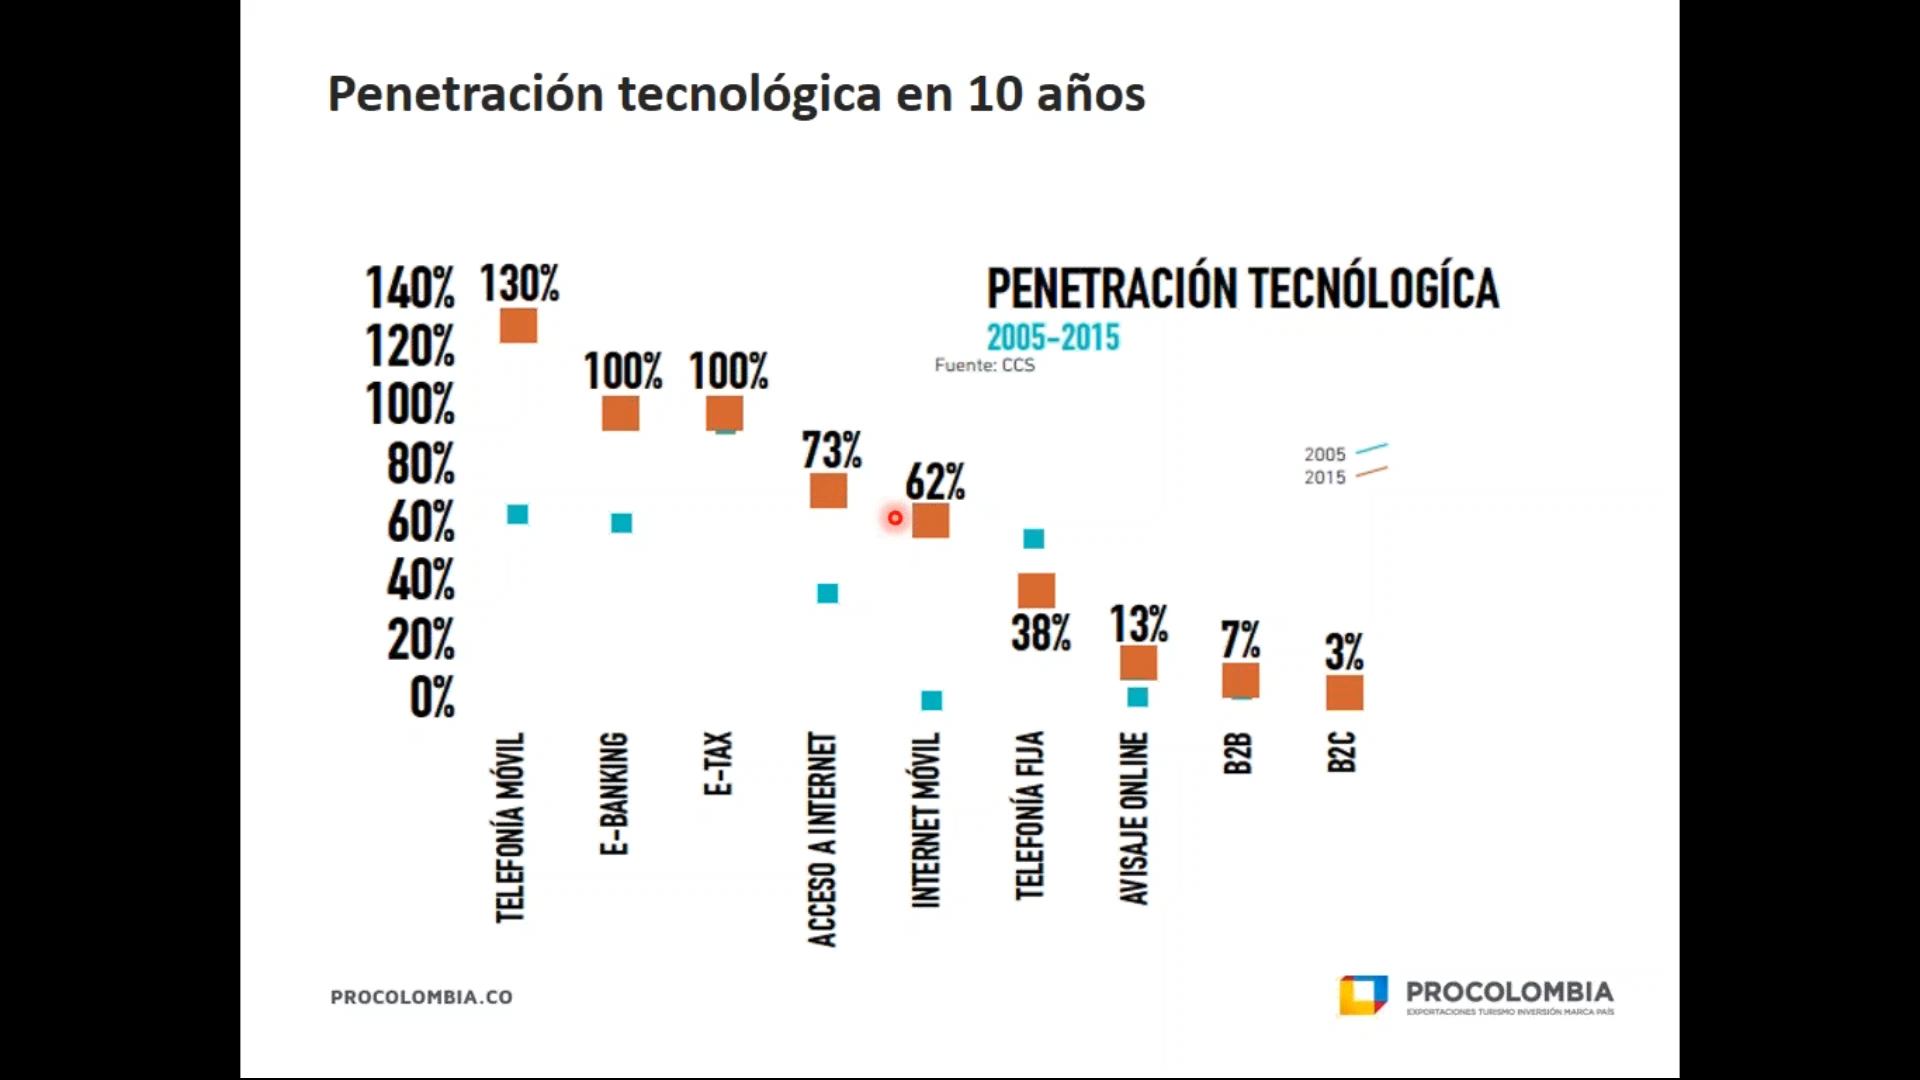 Penetración tecnológica en 10 años
PENETRACIÓN TECNÓLOGÍCA
2005-2015
Fuente: CCS
2005
2015
140%
120%
100%
80%
60%
40%
20%
0%
130%
100%
100%
73%
62%
38%
13%
7%
3%
TELEFONÍA MÓVIL
E-BANKING
E-TAX
ACCESO A INTERNET
INTERNET MÓVIL
TELEFONÍA FIJA
AVISAJE ONLINE
B2B
B2C
PROCOLOMBIA.CO
PROCOLOMBIA
EXPORTACIONES TURISMO INVERSIÓN MARCA PAÍS